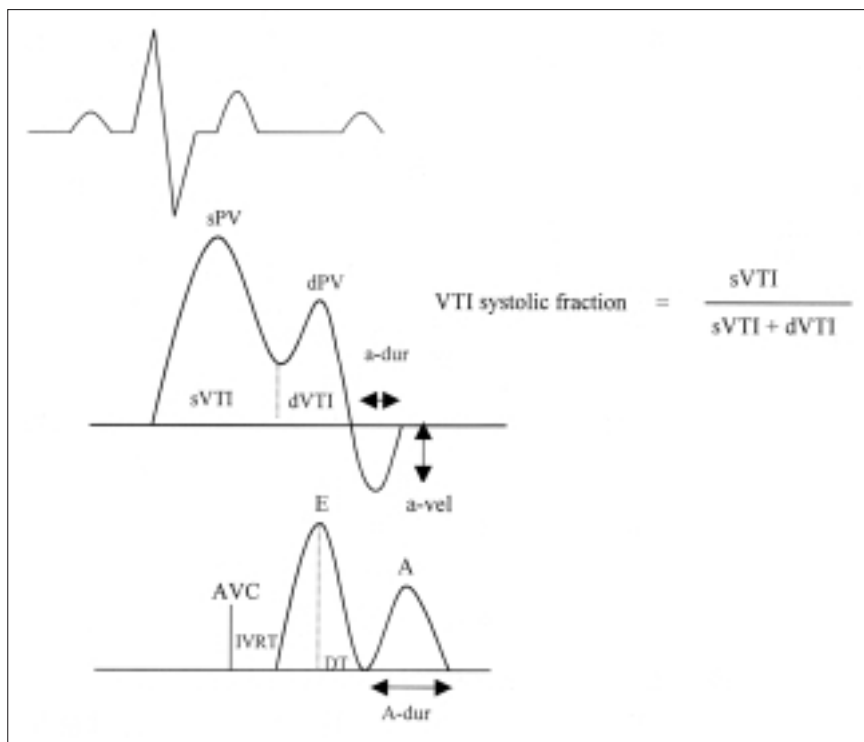 sPV
dPV
sVTI
VTI systolic fraction =
sVTI + dVTI
a-dur
sVTI
dVTI
a-vel
E
A
AVC
IVRT
DT
A-dur